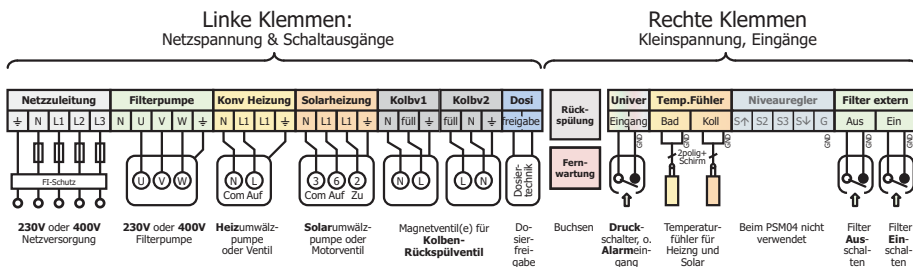 Linke Klemmen:
Netzspannung & Schaltausgänge
Rechte Klemmen
Kleinspannung, Eingänge
Netzzuleitung Filterpumpe Konv Heizung Solarheizung Kolbv1 Kolbv2 Dosi
⏚ N L1 L2 L3 N U V W ⏚ N L1 L1 ⏚ N L1 L1 ⏚ N füll ⏚ füll N ⏚ freigabe
Rück-
spülung
Fern-
wartung
Univer Temp.Fühler Niveauregler Filter extern
Eingang Bad Koll S↑ S2 S3 S↓ G Aus Ein
GND GND GND GND GND GND
2polig+
Schirm
FI-Schutz
U V W
N L
Com Auf
3 6 2
Com Auf Zu
N L
L N
Dosier-
technik
230V oder 400V
Netzversorgung
230V oder 400V
Filterpumpe
Heizumwälz-
pumpe
oder Ventil
Solarumwälz-
pumpe oder
Motorventil
Magnetventil(e) für
Kolben-
Rückspülventil
Do-
sier-
frei-
gabe
Buchsen
Druck-
schalter, o.
Alarmein-
gang
Temperatur-
fühler für
Heizng und
Solar
Beim PSM04 nicht
verwendet
Filter
Aus-
schal-
ten
Filter
Ein-
schal-
ten